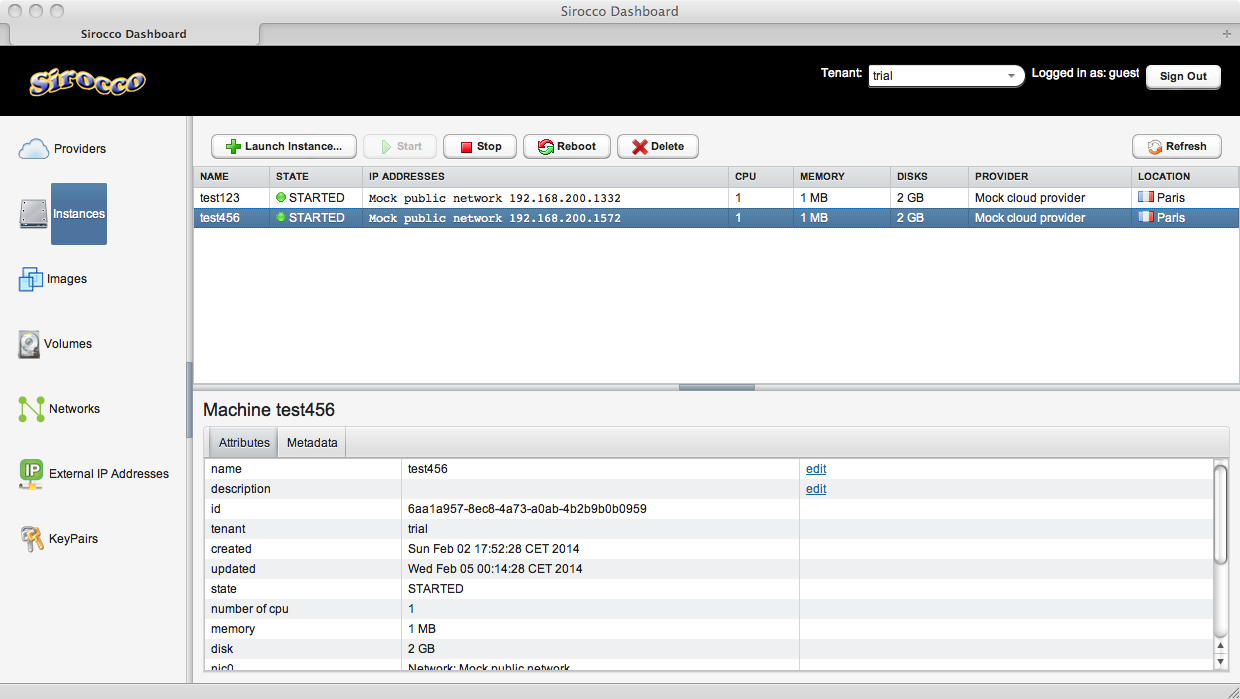 Sirocco Dashboard
Sirocco Dashboard
sirocco
Tenant: trial Logged in as: guest Sign Out
Providers
Instances
Images
Volumes
Networks
IP External IP Addresses
KeyPairs
Launch Instance... Start Stop Reboot Delete Refresh
NAME STATE IP ADDRESSES CPU MEMORY DISKS PROVIDER LOCATION
test123 STARTED Mock public network 192.168.200.1332 1 1 MB 2 GB Mock cloud provider Paris
test456 STARTED Mock public network 192.168.200.1572 1 1 MB 2 GB Mock cloud provider Paris
Machine test456
Attributes Metadata
name test456 edit
description edit
id 6aa1a957-8ec8-4a73-a0ab-4b2b9b0b0959
tenant trial
created Sun Feb 02 17:52:28 CET 2014
updated Wed Feb 05 00:14:28 CET 2014
state STARTED
number of cpu 1
memory 1 MB
disk 2 GB
nic0 Network: Mock public network